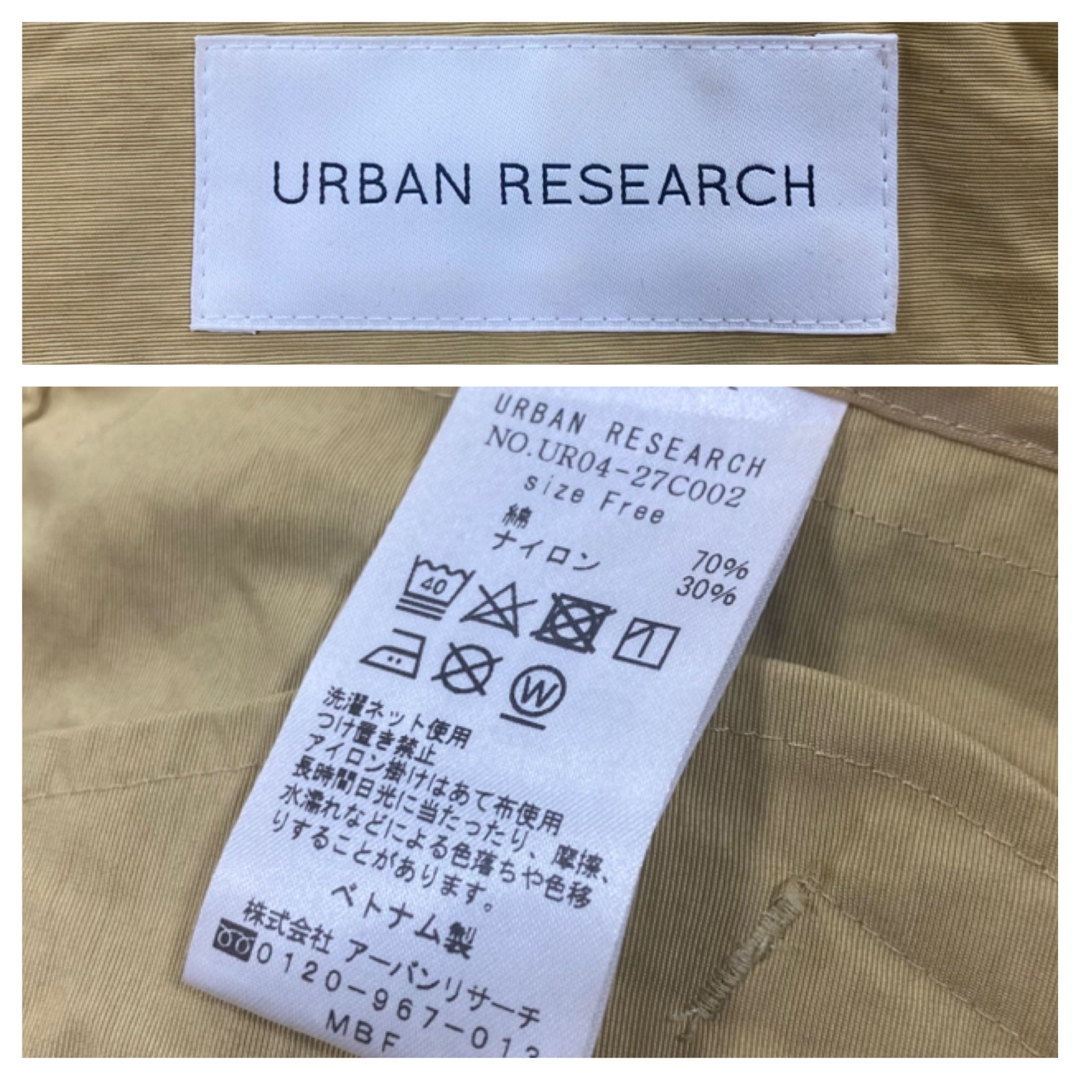 URBAN RESEARCH
URBAN RESEARCH
NO.UR04-27C002
size Free
綿 70%
ナイロン 30%
40
W
洗濯ネット使用
つけ置き禁止
アイロン掛けはあて布使用
長時間日光に当たったり、摩擦、
水濡れなどによる色落ちや色移
りすることがあります。
ベトナム製
株式会社 アーバンリサーチ
0120-967-013
MBF